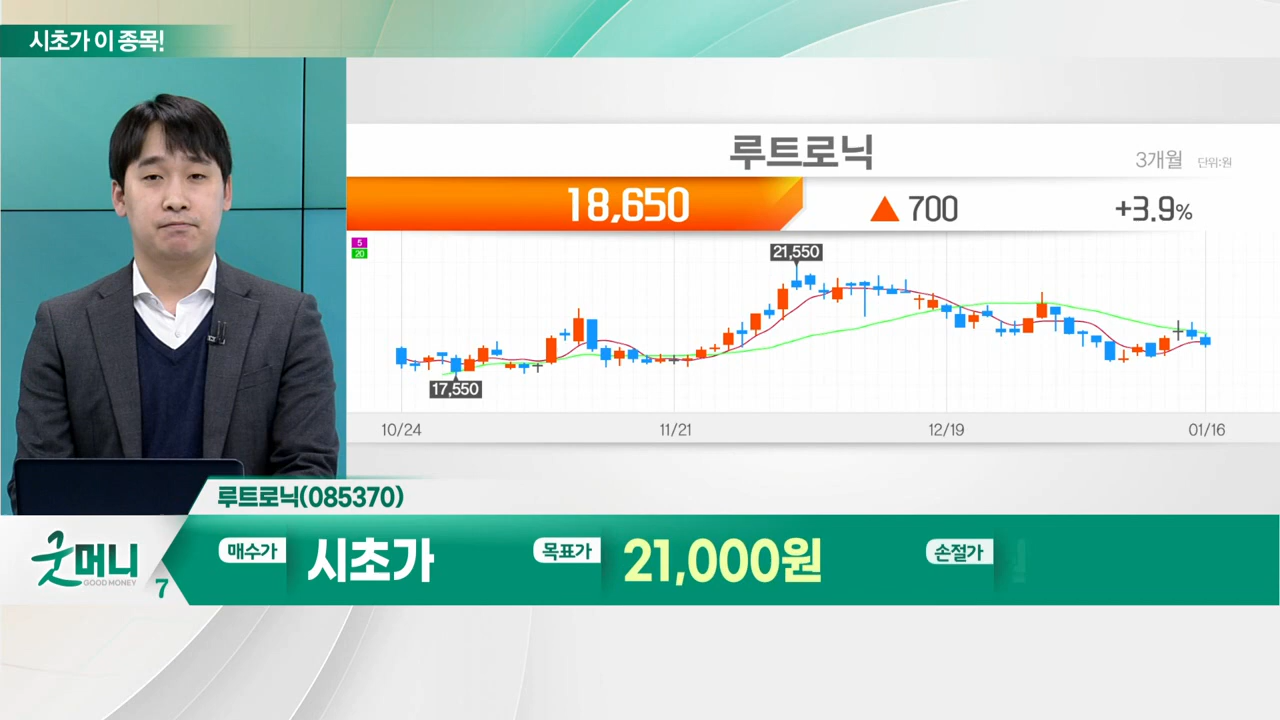 시초가 이 종목!
루트로닉
3개월 단위:원
18,650 ▲ 700 +3.9%
5
20
21,550
17,550
10/24 11/21 12/19 01/16
루트로닉(085370)
굿머니
GOOD MONEY
7
매수가 시초가 목표가 21,000원 손절가